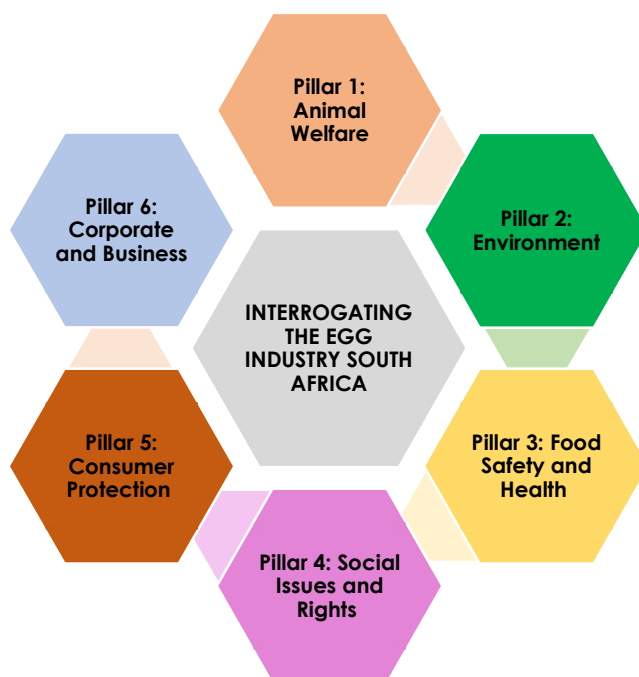 Pillar 1:
Animal
Welfare
Pillar 2:
Environment
Pillar 3: Food
Safety and
Health
Pillar 4: Social
Issues and
Rights
Pillar 5:
Consumer
Protection
Pillar 6:
Corporate
and Business
INTERROGATING
THE EGG
INDUSTRY SOUTH
AFRICA